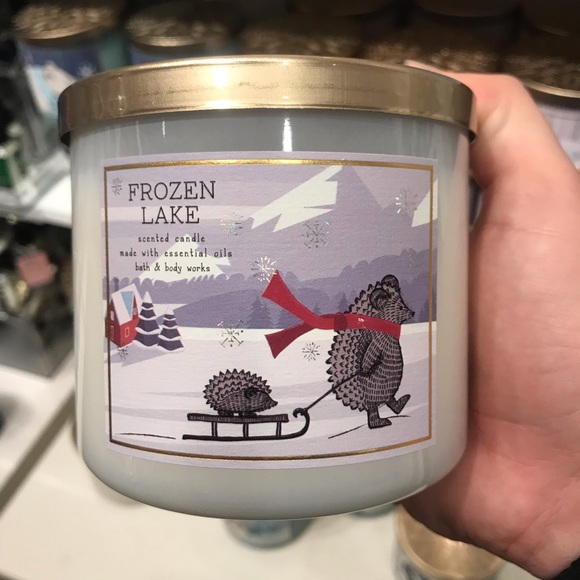 FROZEN
LAKE
scented candle
made with essential oils
bath & body works